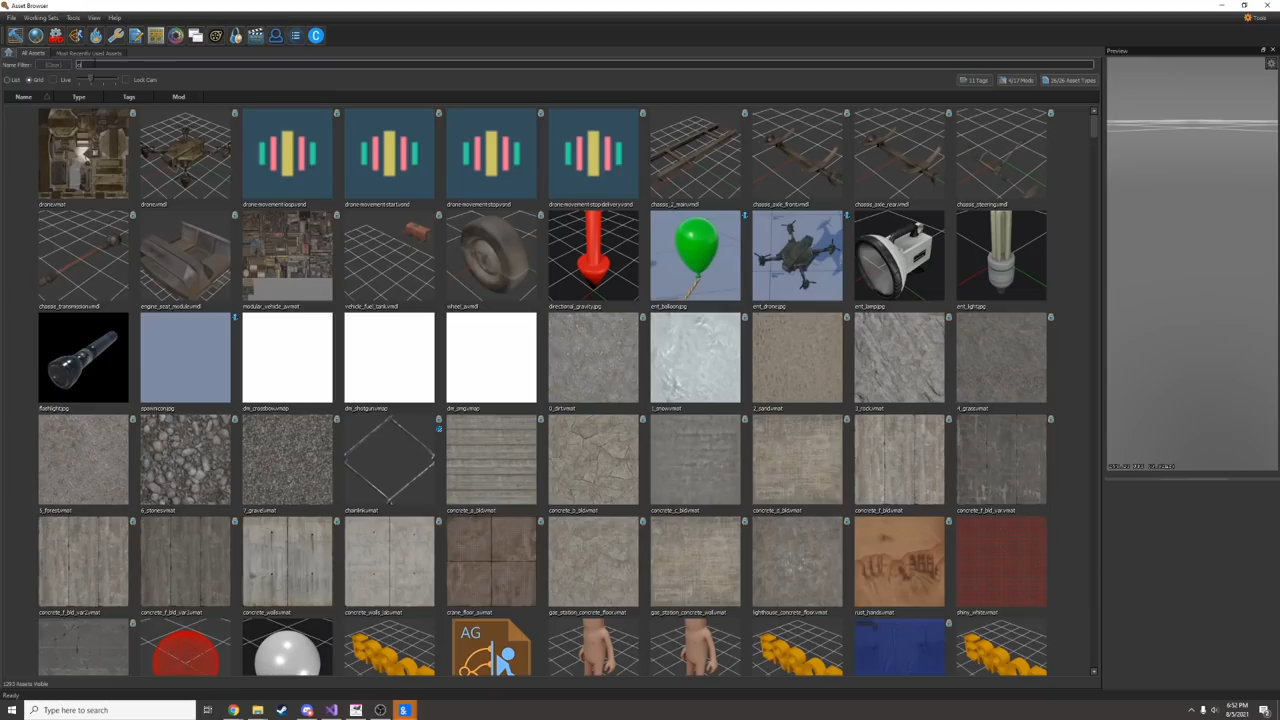 Asset Browser
File Working Sets Tools View Help
Tools
All Assets Most Recently Used Assets
Preview
Name Filter: (Clear)
List Grid Live Lock Cam
11 Tags 4/17 Mods 26/26 Asset Types
Name Type Tags Mod
drone.vmat drone.vmdl drone-movement-loop.vsnd drone-movement-start.vsnd drone-movement-stop.vsnd drone-movement-stop-delivery.vsnd chassis_2_main.vmdl chassis_axle_front.vmdl chassis_axle_rear.vmdl chassis_steering.vmdl
chassis_transmission.vmdl engine_seat_module.vmdl modular_vehicle_a.vmat vehicle_fuel_tank.vmdl wheel_a.vmdl directional_gravity.jpg ent_balloon.jpg ent_drone.jpg ent_lamp.jpg ent_light.jpg
flashlight.jpg spawnicon.jpg dm_crossbow.vmap dm_shotgun.vmap dm_smg.vmap 0_dirt.vmat 1_snow.vmat 2_sand.vmat 3_rock.vmat 4_grass.vmat
5_forest.vmat 6_stones.vmat 7_gravel.vmat chainlink.vmat concrete_a_bld.vmat concrete_b_bld.vmat concrete_c_bld.vmat concrete_d_bld.vmat concrete_f_bld.vmat concrete_f_bld_var.vmat
concrete_f_bld_var2.vmat concrete_walls.vmat concrete_walls_lab.vmat crane_floor_a.vmat gas_station_concrete_floor.vmat gas_station_concrete_wall.vmat lighthouse_concrete_floor.vmat rust_hands.vmat shiny_white.vmat
AG
1293 Assets Visible
Ready
Type here to search
6:52 PM
8/5/2021